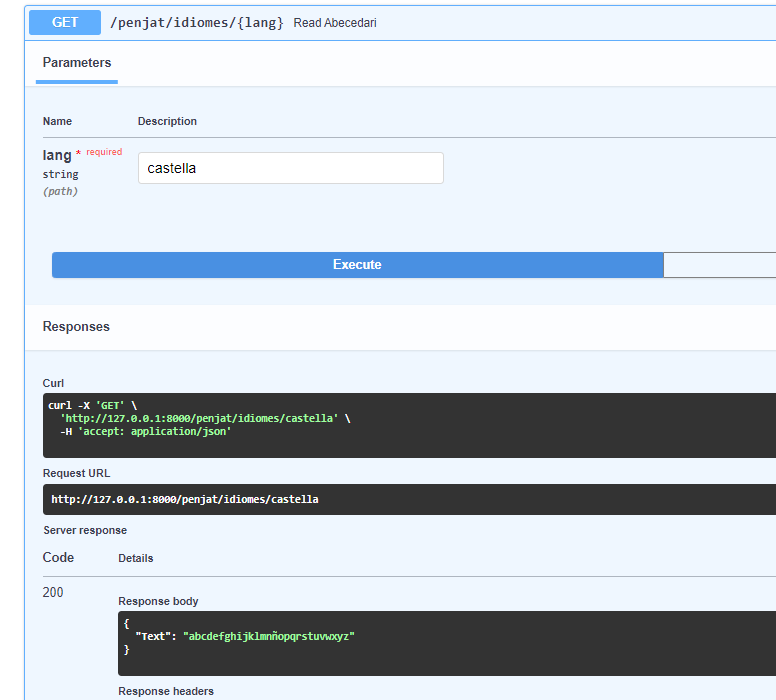 GET /penjat/idiomes/{lang} Read Abecedari
Parameters
Name Description
lang * required
string
(path)
castella
Execute
Responses
Curl
curl -X 'GET' \
'http://127.0.0.1:8000/penjat/idiomes/castella' \
-H 'accept: application/json'
Request URL
http://127.0.0.1:8000/penjat/idiomes/castella
Server response
Code Details
200
Response body
{
"Text": "abcdefghijklmnñopqrstuvwxyz"
}
Response headers